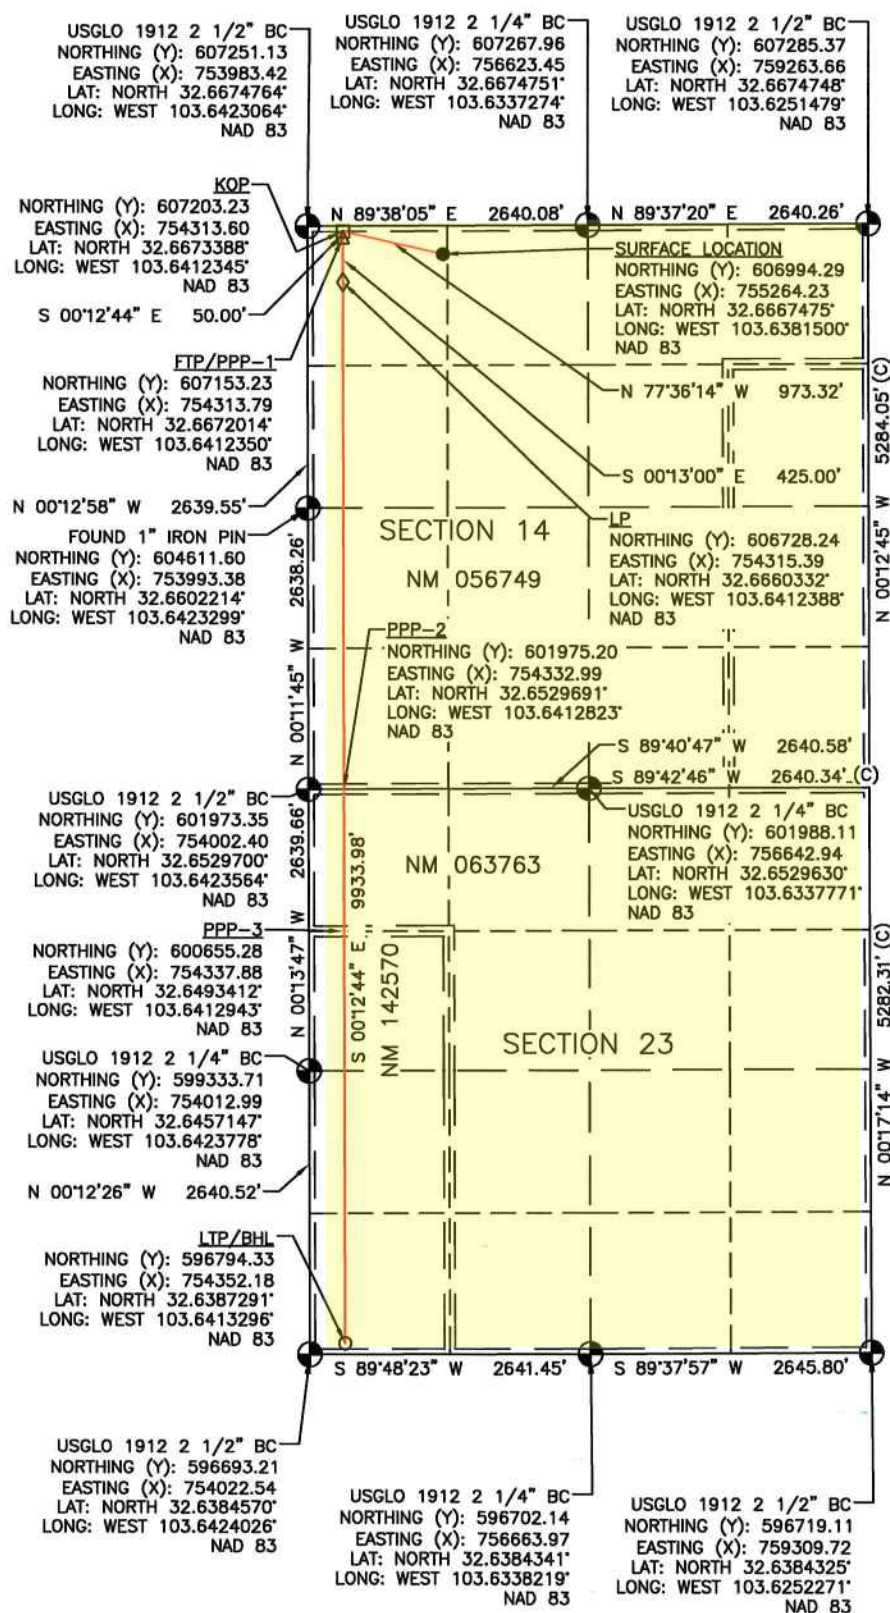 USGLO 1912 2 1/2" BC
NORTHING (Y): 607251.13
EASTING (X): 753983.42
LAT: NORTH 32.6674764°
LONG: WEST 103.6423064°
NAD 83
USGLO 1912 2 1/4" BC
NORTHING (Y): 607267.96
EASTING (X): 756623.45
LAT: NORTH 32.6674751°
LONG: WEST 103.6337274°
NAD 83
USGLO 1912 2 1/2" BC
NORTHING (Y): 607285.37
EASTING (X): 759263.66
LAT: NORTH 32.6674748°
LONG: WEST 103.6251479°
NAD 83
KOP
NORTHING (Y): 607203.23
EASTING (X): 754313.60
LAT: NORTH 32.6673388°
LONG: WEST 103.6412345°
NAD 83
N 89°38'05" E 2640.08'
N 89°37'20" E 2640.26'
SURFACE LOCATION
NORTHING (Y): 606994.29
EASTING (X): 755264.23
LAT: NORTH 32.6667475°
LONG: WEST 103.6381500°
NAD 83
S 00°12'44" E 50.00'
FTP/PPP-1
NORTHING (Y): 607153.23
EASTING (X): 754313.79
LAT: NORTH 32.6672014°
LONG: WEST 103.6412350°
NAD 83
N 77°36'14" W 973.32'
S 00°13'00" E 425.00'
N 00°12'45" W 5284.05' (C)
N 00°12'58" W 2639.55'
FOUND 1" IRON PIN
NORTHING (Y): 604611.60
EASTING (X): 753993.38
LAT: NORTH 32.6602214°
LONG: WEST 103.6423299°
NAD 83
SECTION 14
NM 056749
LP
NORTHING (Y): 606728.24
EASTING (X): 754315.39
LAT: NORTH 32.6660332°
LONG: WEST 103.6412388°
NAD 83
N 00°11'45" W 2638.26'
PPP-2
NORTHING (Y): 601975.20
EASTING (X): 754332.99
LAT: NORTH 32.6529691°
LONG: WEST 103.6412823°
NAD 83
S 89°40'47" W 2640.58'
S 89°42'46" W 2640.34' (C)
USGLO 1912 2 1/2" BC
NORTHING (Y): 601973.35
EASTING (X): 754002.40
LAT: NORTH 32.6529700°
LONG: WEST 103.6423564°
NAD 83
USGLO 1912 2 1/4" BC
NORTHING (Y): 601988.11
EASTING (X): 756642.94
LAT: NORTH 32.6529630°
LONG: WEST 103.6337771°
NAD 83
NM 063763
N 00°13'47" W 2639.66'
S 00°12'44" E 9933.98'
NM 142570
PPP-3
NORTHING (Y): 600655.28
EASTING (X): 754337.88
LAT: NORTH 32.6493412°
LONG: WEST 103.6412943°
NAD 83
SECTION 23
N 00°17'14" W 5282.31' (C)
USGLO 1912 2 1/4" BC
NORTHING (Y): 599333.71
EASTING (X): 754012.99
LAT: NORTH 32.6457147°
LONG: WEST 103.6423778°
NAD 83
N 00°12'26" W 2640.52'
LTP/BHL
NORTHING (Y): 596794.33
EASTING (X): 754352.18
LAT: NORTH 32.6387291°
LONG: WEST 103.6413296°
NAD 83
S 89°48'23" W 2641.45'
S 89°37'57" W 2645.80'
USGLO 1912 2 1/2" BC
NORTHING (Y): 596693.21
EASTING (X): 754022.54
LAT: NORTH 32.6384570°
LONG: WEST 103.6424026°
NAD 83
USGLO 1912 2 1/4" BC
NORTHING (Y): 596702.14
EASTING (X): 756663.97
LAT: NORTH 32.6384341°
LONG: WEST 103.6338219°
NAD 83
USGLO 1912 2 1/2" BC
NORTHING (Y): 596719.11
EASTING (X): 759309.72
LAT: NORTH 32.6384325°
LONG: WEST 103.6252271°
NAD 83